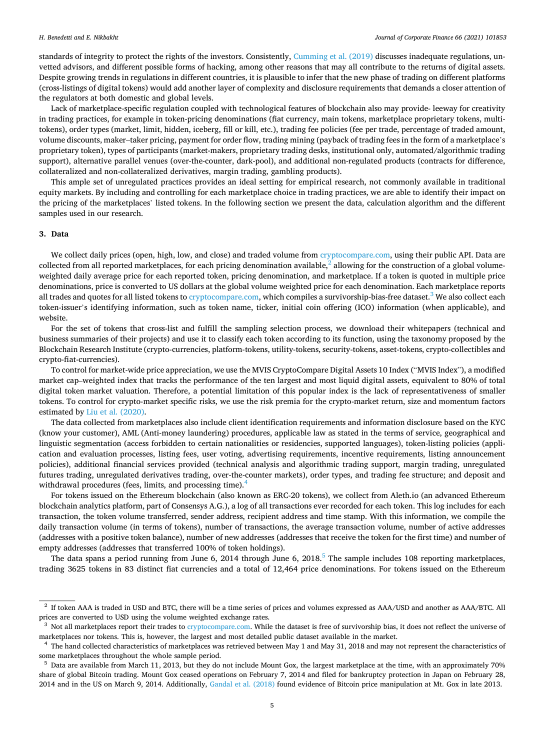 H. Benedetti and E. Nikbakht
Journal of Corporate Finance 66 (2021) 101853
standards of integrity to protect the rights of the investors. Consistently, Cumming et al. (2019) discusses inadequate regulations, un-
vetted advisors, and different possible forms of hacking, among other reasons that may all contribute to the returns of digital assets.
Despite growing trends in regulations in different countries, it is plausible to infer that the new phase of trading on different platforms
(cross-listings of digital tokens) would add another layer of complexity and disclosure requirements that demands a closer attention of
the regulators at both domestic and global levels.
Lack of marketplace-specific regulation coupled with technological features of blockchain also may provide- leeway for creativity
in trading practices, for example in token-pricing denominations (fiat currency, main tokens, marketplace proprietary tokens, multi-
tokens), order types (market, limit, hidden, iceberg, fill or kill, etc.), trading fee policies (fee per trade, percentage of traded amount,
volume discounts, maker–taker pricing, payment for order flow, trading mining (payback of trading fees in the form of a marketplace's
proprietary token), types of participants (market-makers, proprietary trading desks, institutional only, automated/algorithmic trading
support), alternative parallel venues (over-the-counter, dark-pool), and additional non-regulated products (contracts for difference,
collateralized and non-collateralized derivatives, margin trading, gambling products).
This ample set of unregulated practices provides an ideal setting for empirical research, not commonly available in traditional
equity markets. By including and controlling for each marketplace choice in trading practices, we are able to identify their impact on
the pricing of the marketplaces' listed tokens. In the following section we present the data, calculation algorithm and the different
samples used in our research.
3. Data
We collect daily prices (open, high, low, and close) and traded volume from cryptocompare.com, using their public API. Data are
collected from all reported marketplaces, for each pricing denomination available,2 allowing for the construction of a global volume-
weighted daily average price for each reported token, pricing denomination, and marketplace. If a token is quoted in multiple price
denominations, price is converted to US dollars at the global volume weighted price for each denomination. Each marketplace reports
all trades and quotes for all listed tokens to cryptocompare.com, which compiles a survivorship-bias-free dataset.3 We also collect each
token-issuer's identifying information, such as token name, ticker, initial coin offering (ICO) information (when applicable), and
website.
For the set of tokens that cross-list and fulfill the sampling selection process, we download their whitepapers (technical and
business summaries of their projects) and use it to classify each token according to its function, using the taxonomy proposed by the
Blockchain Research Institute (crypto-currencies, platform-tokens, utility-tokens, security-tokens, asset-tokens, crypto-collectibles and
crypto-fiat-currencies).
To control for market-wide price appreciation, we use the MVIS CryptoCompare Digital Assets 10 Index ("MVIS Index"), a modified
market cap–weighted index that tracks the performance of the ten largest and most liquid digital assets, equivalent to 80% of total
digital token market valuation. Therefore, a potential limitation of this popular index is the lack of representativeness of smaller
tokens. To control for crypto-market specific risks, we use the risk premia for the crypto-market return, size and momentum factors
estimated by Liu et al. (2020).
The data collected from marketplaces also include client identification requirements and information disclosure based on the KYC
(know your customer), AML (Anti-money laundering) procedures, applicable law as stated in the terms of service, geographical and
linguistic segmentation (access forbidden to certain nationalities or residencies, supported languages), token-listing policies (appli-
cation and evaluation processes, listing fees, user voting, advertising requirements, incentive requirements, listing announcement
policies), additional financial services provided (technical analysis and algorithmic trading support, margin trading, unregulated
futures trading, unregulated derivatives trading, over-the-counter markets), order types, and trading fee structure; and deposit and
withdrawal procedures (fees, limits, and processing time).4
For tokens issued on the Ethereum blockchain (also known as ERC-20 tokens), we collect from Aleth.io (an advanced Ethereum
blockchain analytics platform, part of Consensys A.G.), a log of all transactions ever recorded for each token. This log includes for each
transaction, the token volume transferred, sender address, recipient address and time stamp. With this information, we compile the
daily transaction volume (in terms of tokens), number of transactions, the average transaction volume, number of active addresses
(addresses with a positive token balance), number of new addresses (addresses that receive the token for the first time) and number of
empty addresses (addresses that transferred 100% of token holdings).
The data spans a period running from June 6, 2014 through June 6, 2018.5 The sample includes 108 reporting marketplaces,
trading 3625 tokens in 83 distinct fiat currencies and a total of 12,464 price denominations. For tokens issued on the Ethereum
2 If token AAA is traded in USD and BTC, there will be a time series of prices and volumes expressed as AAA/USD and another as AAA/BTC. All
prices are converted to USD using the volume weighted exchange rates.
3 Not all marketplaces report their trades to cryptocompare.com. While the dataset is free of survivorship bias, it does not reflect the universe of
marketplaces nor tokens. This is, however, the largest and most detailed public dataset available in the market.
4 The hand collected characteristics of marketplaces was retrieved between May 1 and May 31, 2018 and may not represent the characteristics of
some marketplaces throughout the whole sample period.
5 Data are available from March 11, 2013, but they do not include Mount Gox, the largest marketplace at the time, with an approximately 70%
share of global Bitcoin trading. Mount Gox ceased operations on February 7, 2014 and filed for bankruptcy protection in Japan on February 28,
2014 and in the US on March 9, 2014. Additionally, Gandal et al. (2018) found evidence of Bitcoin price manipulation at Mt. Gox in late 2013.
5